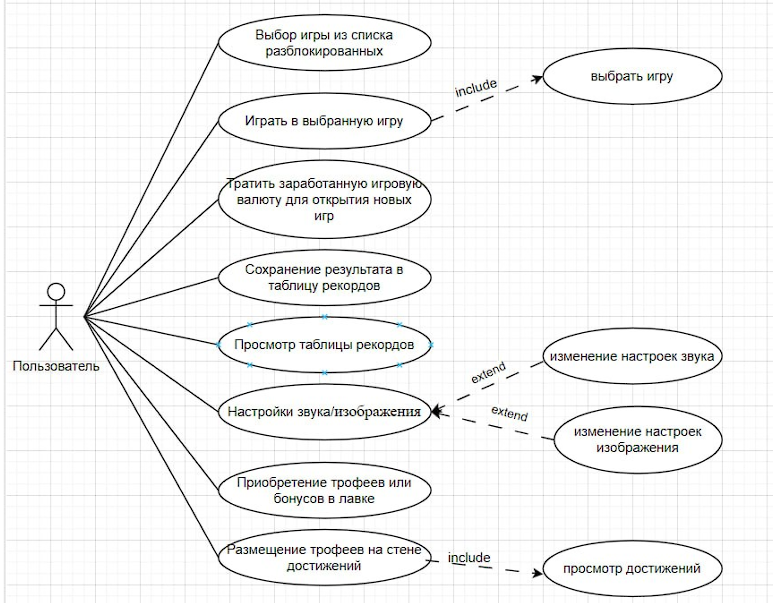 Выбор игры из списка
разблокированных
include
выбрать игру
Играть в выбранную игру
Тратить заработанную игровую
валюту для открытия новых
игр
Сохранение результата в
таблицу рекордов
Пользователь
Просмотр таблицы рекордов
extend
изменение настроек звука
Настройки звука/изображения
extend
изменение настроек
изображения
Приобретение трофеев или
бонусов в лавке
Размещение трофеев на стене
достижений
include
просмотр достижений